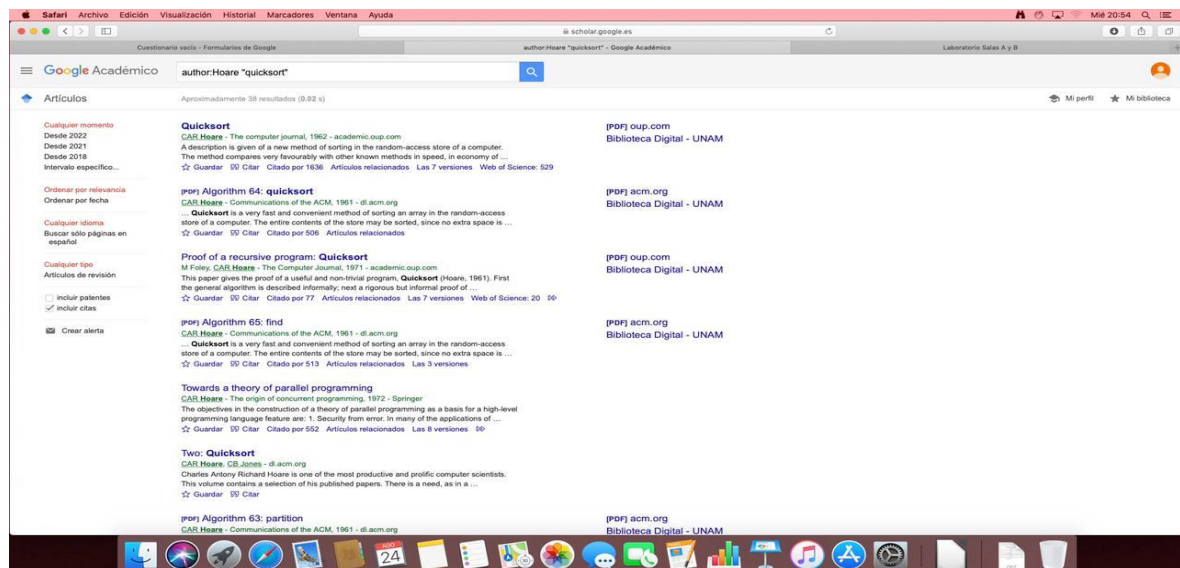 Safari Archivo Edición Visualización Historial Marcadores Ventana Ayuda
Mié 20:54
scholar.google.es
Cuestionario vacío - Formularios de Google
author:Hoare "quicksort" - Google Académico
Laboratorio Salas A y B
Google Académico
author:Hoare "quicksort"
Artículos
Aproximadamente 38 resultados (0.02 s)
Mi perfil
Mi biblioteca
Cualquier momento
Desde 2022
Desde 2021
Desde 2018
Intervalo específico...
Ordenar por relevancia
Ordenar por fecha
Cualquier idioma
Buscar sólo páginas en
español
Cualquier tipo
Artículos de revisión
incluir patentes
incluir citas
Crear alerta
Quicksort
CAR Hoare - The computer journal, 1962 - academic.oup.com
A description is given of a new method of sorting in the random-access store of a computer.
The method compares very favourably with other known methods in speed, in economy of ...
Guardar Citar Citado por 1636 Artículos relacionados Las 7 versiones Web of Science: 529
[PDF] oup.com
Biblioteca Digital - UNAM
[PDF] Algorithm 64: quicksort
CAR Hoare - Communications of the ACM, 1961 - dl.acm.org
... Quicksort is a very fast and convenient method of sorting an array in the random-access
store of a computer. The entire contents of the store may be sorted, since no extra space is ...
Guardar Citar Citado por 506 Artículos relacionados
[PDF] acm.org
Biblioteca Digital - UNAM
Proof of a recursive program: Quicksort
M Foley, CAR Hoare - The Computer Journal, 1971 - academic.oup.com
This paper gives the proof of a useful and non-trivial program, Quicksort (Hoare, 1961). First
the general algorithm is described informally; next a rigorous but informal proof of ...
Guardar Citar Citado por 77 Artículos relacionados Las 7 versiones Web of Science: 20
[PDF] oup.com
Biblioteca Digital - UNAM
[PDF] Algorithm 65: find
CAR Hoare - Communications of the ACM, 1961 - dl.acm.org
... Quicksort is a very fast and convenient method of sorting an array in the random-access
store of a computer. The entire contents of the store may be sorted, since no extra space is ...
Guardar Citar Citado por 513 Artículos relacionados Las 3 versiones
[PDF] acm.org
Biblioteca Digital - UNAM
Towards a theory of parallel programming
CAR Hoare - The origin of concurrent programming, 1972 - Springer
The objectives in the construction of a theory of parallel programming as a basis for a high-level
programming language feature are: 1. Security from error. In many of the applications of ...
Guardar Citar Citado por 552 Artículos relacionados Las 8 versiones
Two: Quicksort
CAR Hoare, CB Jones - dl.acm.org
Charles Antony Richard Hoare is one of the most productive and prolific computer scientists.
This volume contains a selection of his published papers. There is a need, as in a ...
Guardar Citar
[PDF] Algorithm 63: partition
CAR Hoare - Communications of the ACM, 1961 - dl.acm.org
[PDF] acm.org
Biblioteca Digital - UNAM
AGO
24